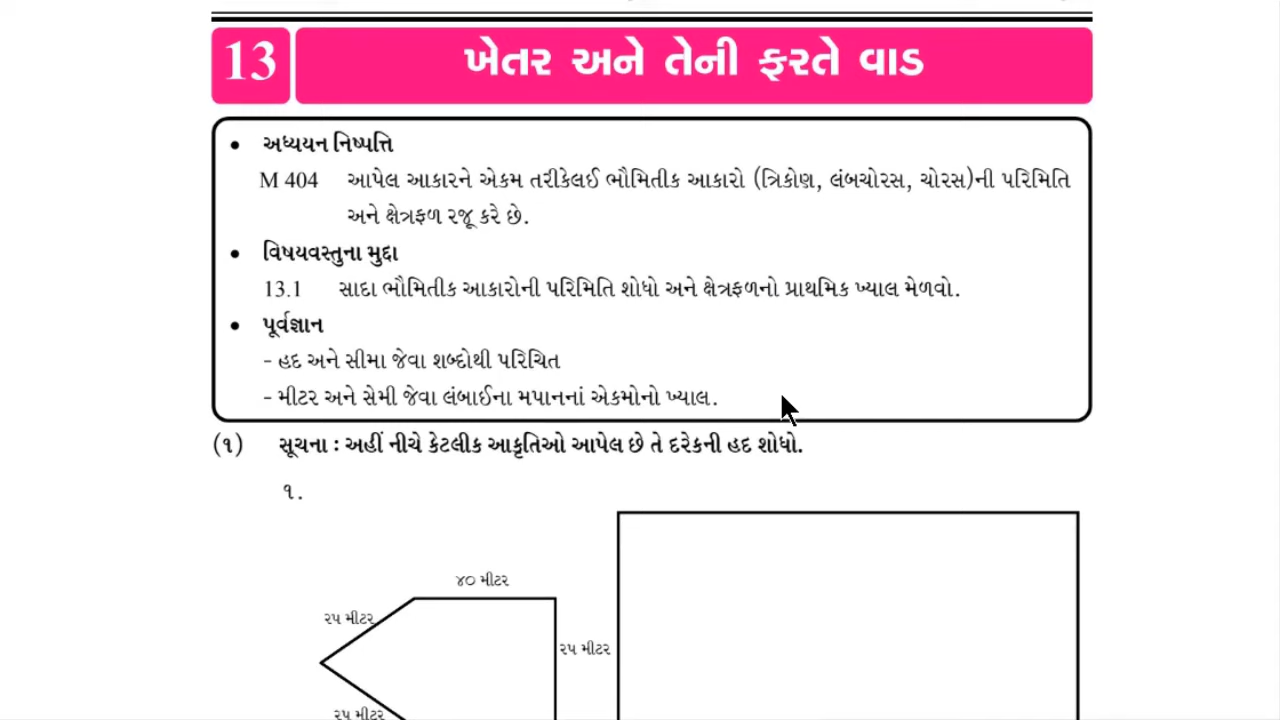 13 ખેતર અને તેની ફરતે વાડ
• અધ્યયન નિષ્પત્તિ
M 404 આપેલ આકારને એકમ તરીકેલઈ ભૌમિતીક આકારો (ત્રિકોણ, લંબચોરસ, ચોરસ)ની પરિમિતિ
અને ક્ષેત્રફળ રજૂ કરે છે.
• વિષયવસ્તુના મુદ્દા
13.1 સાદા ભૌમિતીક આકારોની પરિમિતિ શોધો અને ક્ષેત્રફળનો પ્રાથમિક ખ્યાલ મેળવો.
• પૂર્વજ્ઞાન
- હદ અને સીમા જેવા શબ્દોથી પરિચિત
- મીટર અને સેમી જેવા લંબાઈના મપાનનાં એકમોનો ખ્યાલ.
(૧) સૂચના : અહીં નીચે કેટલીક આકૃતિઓ આપેલ છે તે દરેકની હદ શોધો.
૧.
૪૦ મીટર
૨૫ મીટર
૨૫ મીટર
૨૫ મીટર